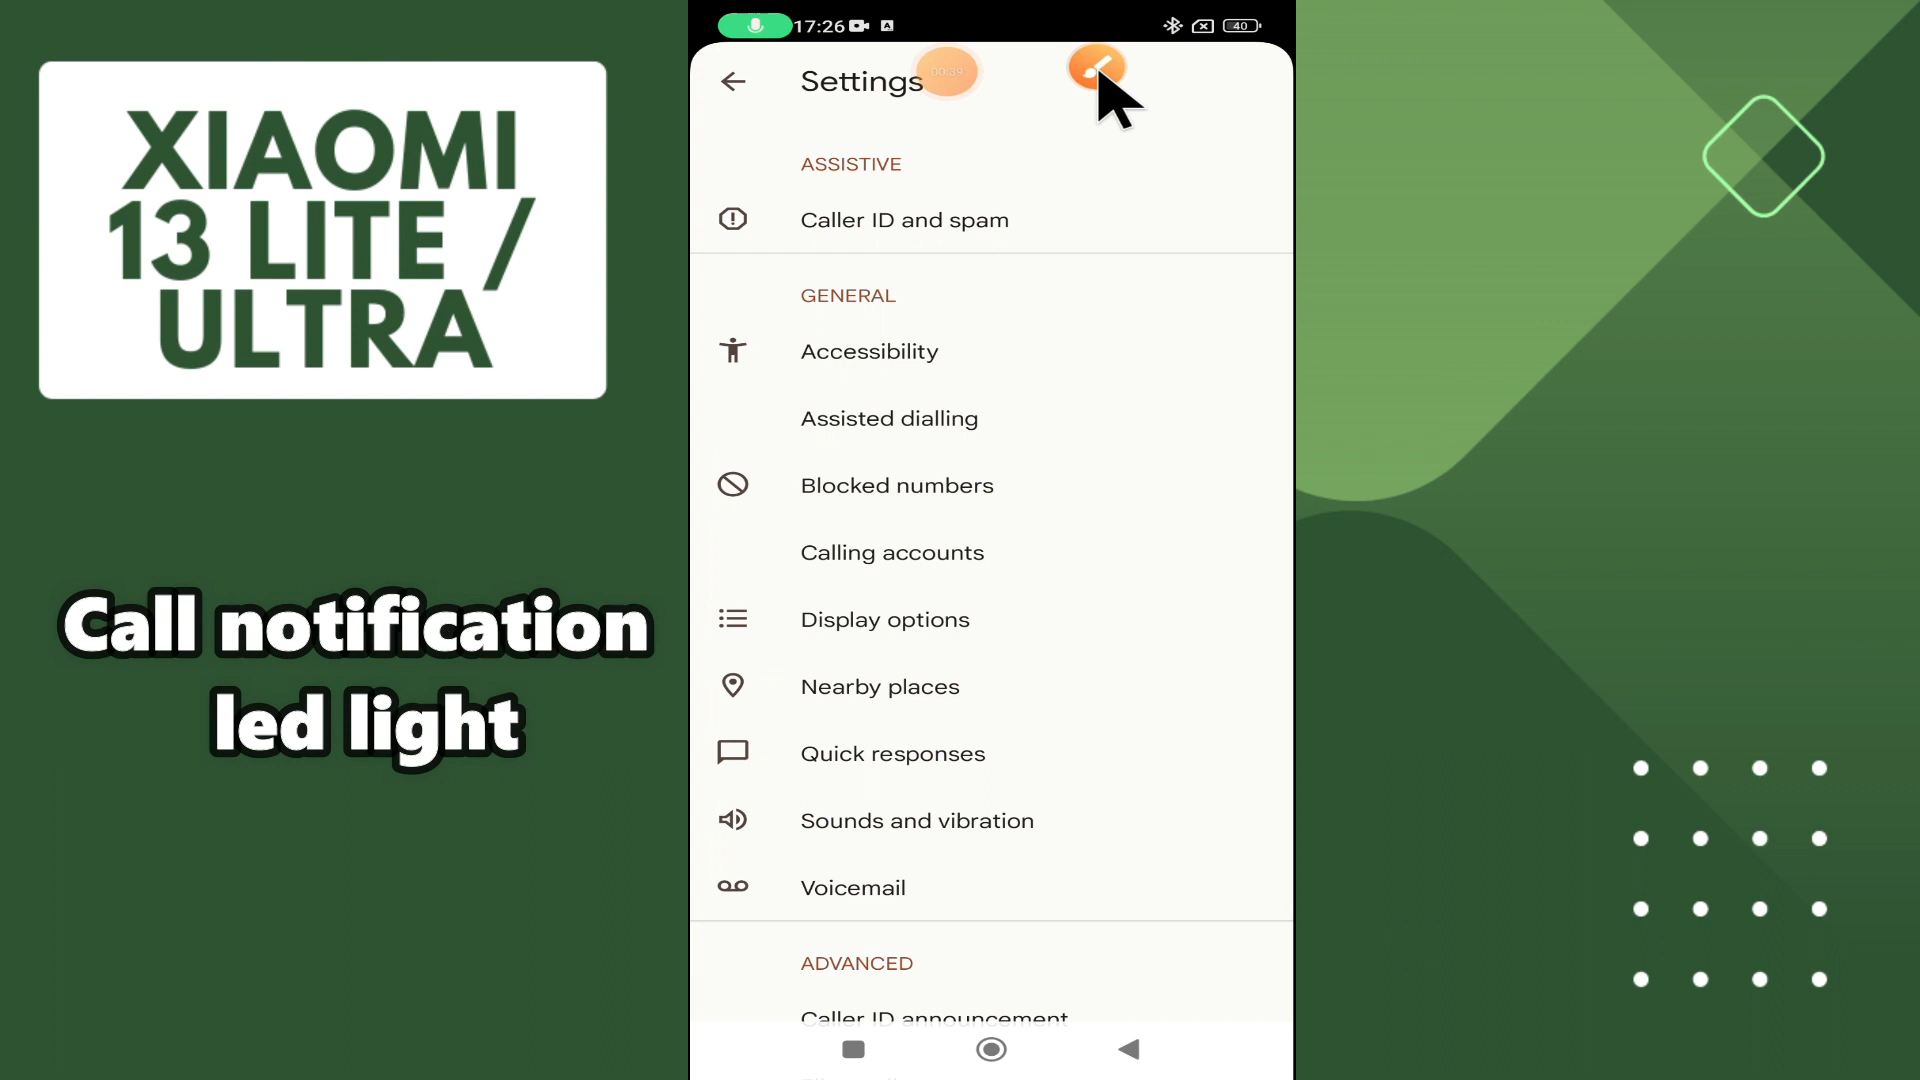 XIAOMI
13 LITE /
ULTRA
Call notification
led light
17:26
A
40
Settings
00:39
ASSISTIVE
Caller ID and spam
GENERAL
Accessibility
Assisted dialling
Blocked numbers
Calling accounts
Display options
Nearby places
Quick responses
Sounds and vibration
Voicemail
ADVANCED
Caller ID announcement